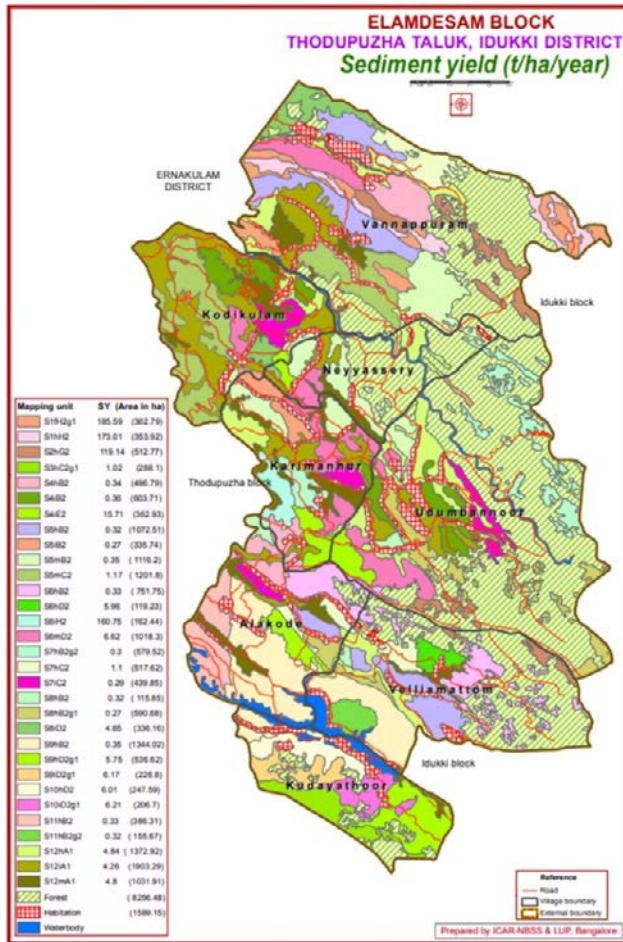 ELAMDESAM BLOCK
THODUPUZHA TALUK, IDUKKI DISTRICT
Sediment yield (t/ha/year)
ERNAKULAM
DISTRICT
Vannappuram
Idukki block
Kodikulam
Neyyassery
Karimannur
Thodupuzha block
Udumbannoor
Alakode
Velliamattom
Idukki block
Kudayathoor
Mapping unit SY (Area in ha)
S1fH2g1 185.59 (362.79)
S1hH2 173.01 (353.92)
S2hG2 119.14 (512.77)
S3hC2g1 1.02 (288.1)
S4hB2 0.34 (496.79)
S4iB2 0.36 (603.71)
S4iE2 15.71 (362.93)
S5hB2 0.32 (1072.51)
S5iB2 0.27 (335.74)
S5mB2 0.35 (1116.2)
S5mC2 1.17 (1201.8)
S6hB2 0.33 (751.75)
S6hD2 5.96 (119.23)
S6iH2 160.75 (162.44)
S6mD2 6.62 (1018.3)
S7hB2g2 0.3 (579.52)
S7hC2 1.1 (517.62)
S7iC2 0.29 (439.85)
S8hB2 0.32 (115.85)
S8hB2g1 0.27 (590.68)
S8iD2 4.65 (336.16)
S9hB2 0.35 (1344.02)
S9hD2g1 5.75 (536.62)
S9iD2g1 6.17 (226.8)
S10hD2 6.01 (247.59)
S10iD2g1 6.21 (206.7)
S11hB2 0.33 (386.31)
S11hB2g2 0.32 (155.67)
S12hA1 4.84 (1372.92)
S12iA1 4.26 (1903.29)
S12mA1 4.8 (1031.91)
Forest (8256.48)
Habitation (1589.15)
Waterbody
Reference
Road
Village boundary
External boundary
Prepared by ICAR-NBSS & LUP, Bangalore